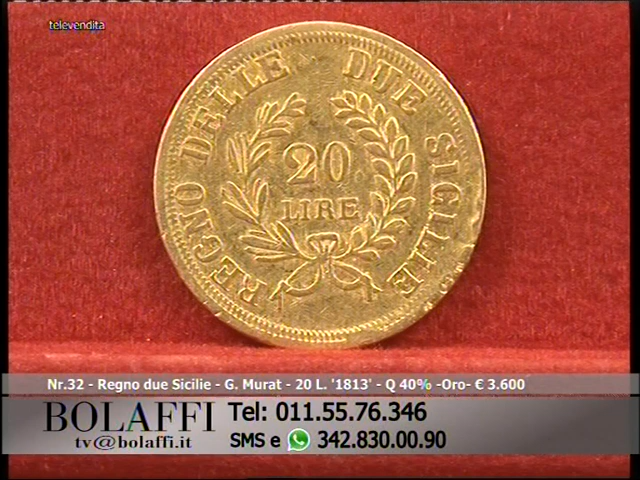 televendita
REGNO DELLE DUE SICILIE
20
LIRE
Nr.32 - Regno due Sicilie - G. Murat - 20 L. '1813' - Q 40% -Oro- € 3.600
BOLAFFI
tv@bolaffi.it
Tel: 011.55.76.346
SMS e 342.830.00.90